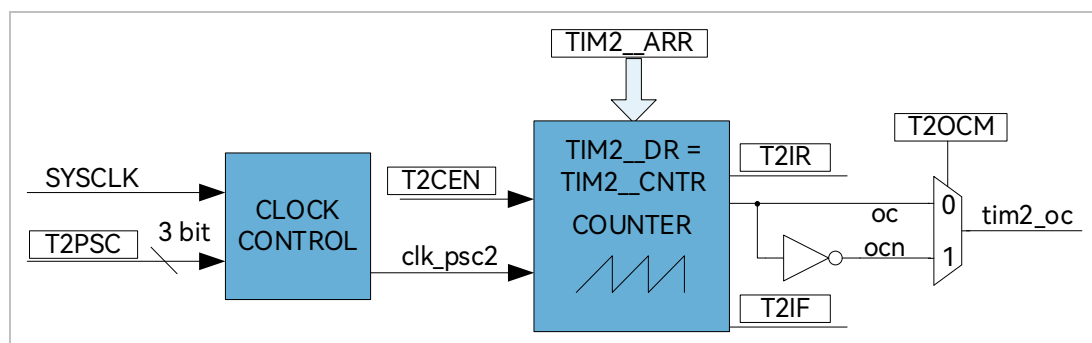 TIM2__ARR
T2OCM
TIM2__DR =
TIM2__CNTR
COUNTER
T2IR
SYSCLK
T2CEN
CLOCK
CONTROL
0
oc
tim2_oc
T2PSC
3 bit
clk_psc2
ocn
1
T2IF